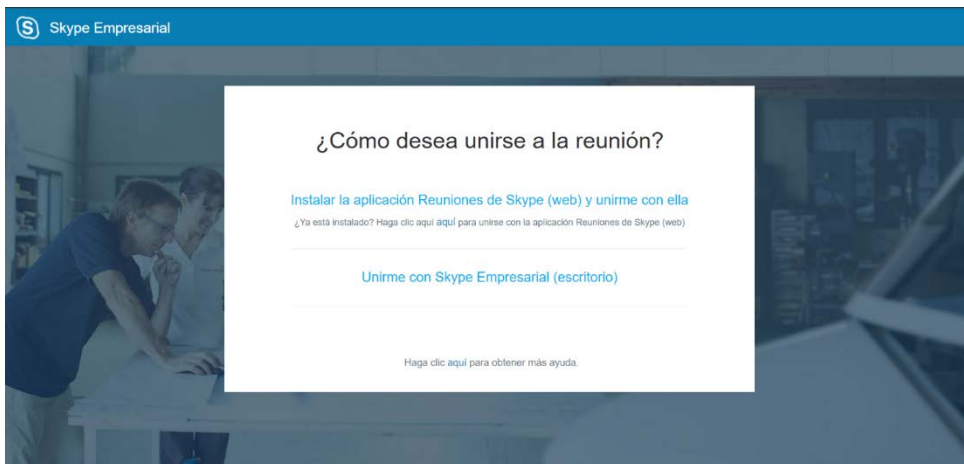 Skype Empresarial
¿Cómo desea unirse a la reunión?
Instalar la aplicación Reuniones de Skype (web) y unirme con ella
¿Ya está instalado? Haga clic aquí aquí para unirse con la aplicación Reuniones de Skype (web)
Unirme con Skype Empresarial (escritorio)
Haga clic aquí para obtener más ayuda.